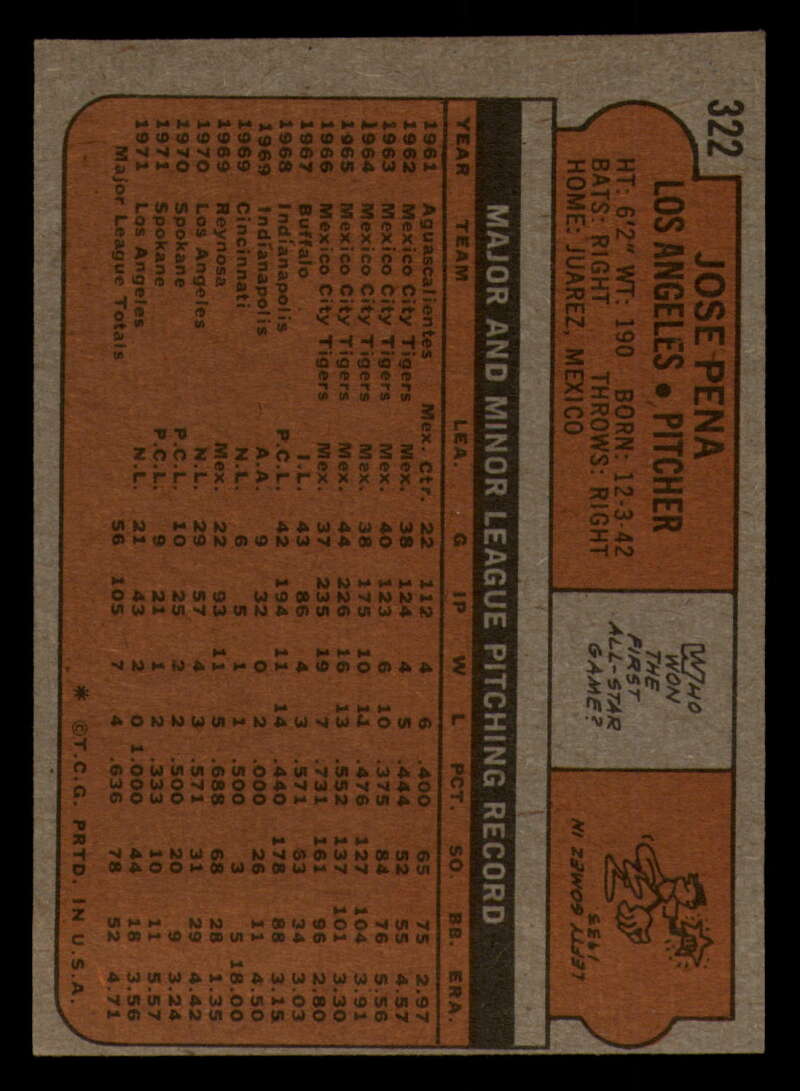 322
JOSE PENA
LOS ANGELES • PITCHER
HT: 6'2" WT: 190 BORN: 12-3-42
BATS: RIGHT THROWS: RIGHT
HOME: JUAREZ, MEXICO
WHO
WON
THE
FIRST
ALL-STAR
GAME?
1933
LEFTY GOMEZ IN
MAJOR AND MINOR LEAGUE PITCHING RECORD
YEAR TEAM LEA. G IP W L PCT. SO. BB. ERA.
1961 Aguascalientes Mex. Ctr. 22 112 4 6 .400 65 75 2.97
1962 Mexico City Tigers Mex. 38 124 4 5 .444 52 55 4.57
1963 Mexico City Tigers Mex. 40 123 6 10 .375 84 76 5.56
1964 Mexico City Tigers Mex. 38 175 10 11 .476 127 104 3.91
1965 Mexico City Tigers Mex. 44 226 16 13 .552 137 101 3.30
1966 Mexico City Tigers Mex. 37 235 19 7 .731 161 96 2.80
1967 Buffalo I.L. 43 86 4 3 .571 63 34 3.03
1968 Indianapolis P.C.L. 42 194 11 14 .440 178 88 3.15
1969 Indianapolis A.A. 9 32 0 2 .000 26 11 4.50
1969 Cincinnati N.L. 6 5 1 1 .500 3 5 18.00
1969 Reynosa Mex. 22 93 11 5 .688 68 28 1.35
1970 Los Angeles N.L. 29 57 4 3 .571 31 29 4.42
1970 Spokane P.C.L. 10 25 2 2 .500 20 9 3.24
1971 Spokane P.C.L. 9 21 1 2 .333 10 11 5.57
1971 Los Angeles N.L. 21 43 2 0 1.000 44 18 3.56
Major League Totals 56 105 7 4 .636 78 52 4.71
* ©T.C.G. PRTD. IN U.S.A.